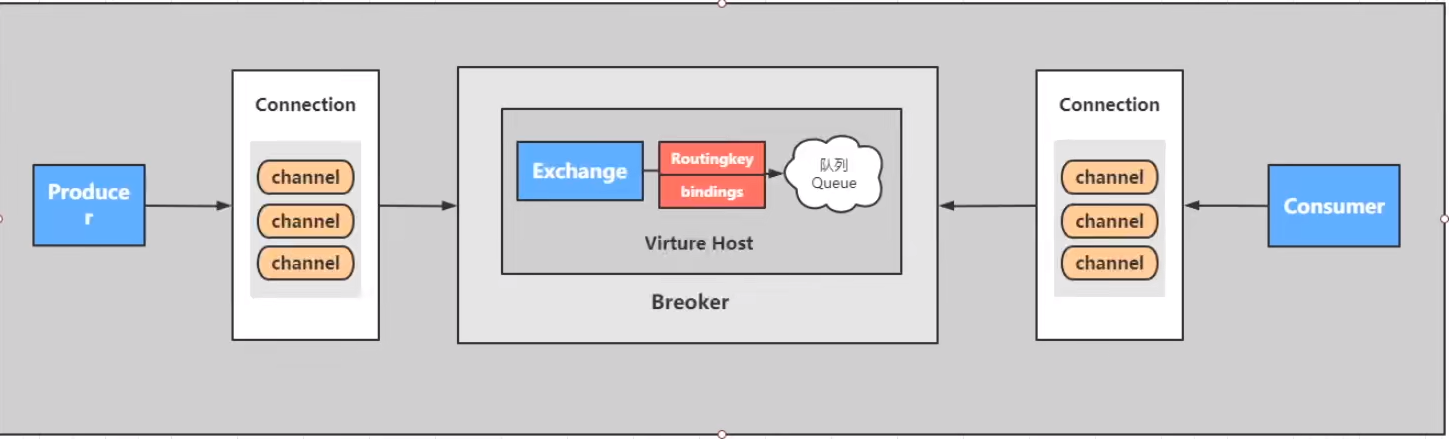 Produce
r
Connection
channel
channel
channel
Exchange
Routingkey
bindings
队列
Queue
Virture Host
Breoker
Connection
channel
channel
channel
Consumer